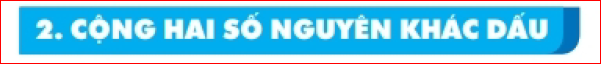 2. CỘNG HAI SỐ NGUYÊN KHÁC DẤU